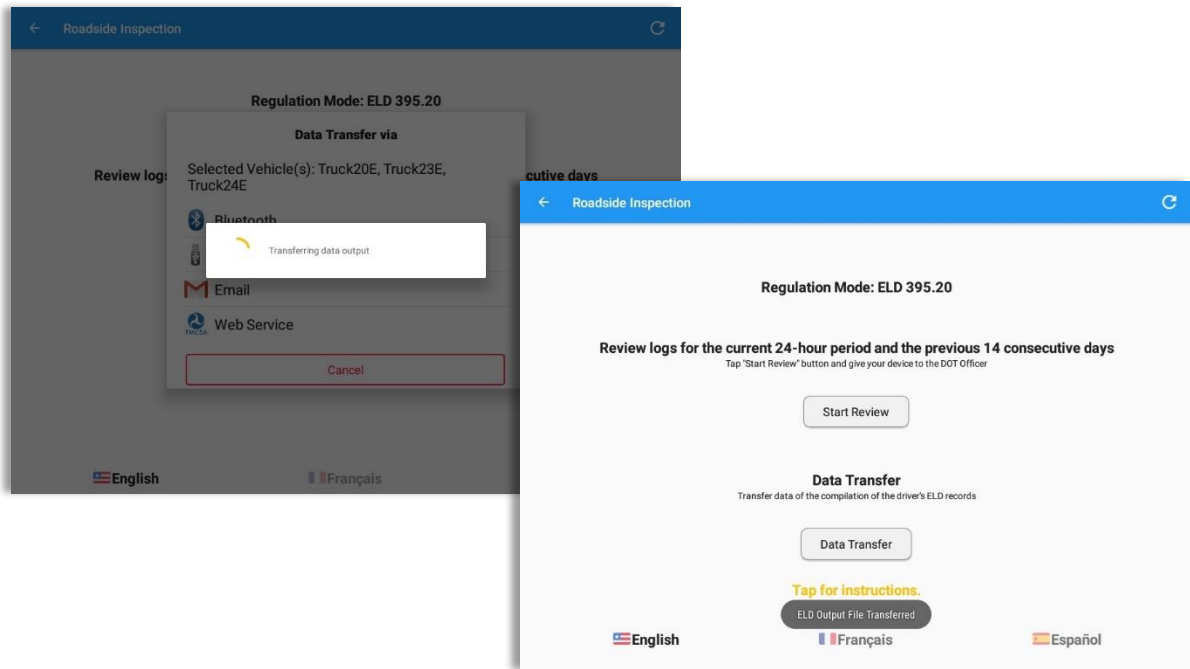 Roadside Inspection
Regulation Mode: ELD 395.20
Data Transfer via
Review logs
cutive days
Selected Vehicle(s): Truck20E, Truck23E,
Truck24E
Bluetooth
Transferring data output
Email
FMCSA
Web Service
Cancel
English
Français
Roadside Inspection
Regulation Mode: ELD 395.20
Review logs for the current 24-hour period and the previous 14 consecutive days
Tap "Start Review" button and give your device to the DOT Officer
Start Review
Data Transfer
Transfer data of the compilation of the driver's ELD records
Data Transfer
Tap for instructions.
ELD Output File Transferred
English
Français
Español